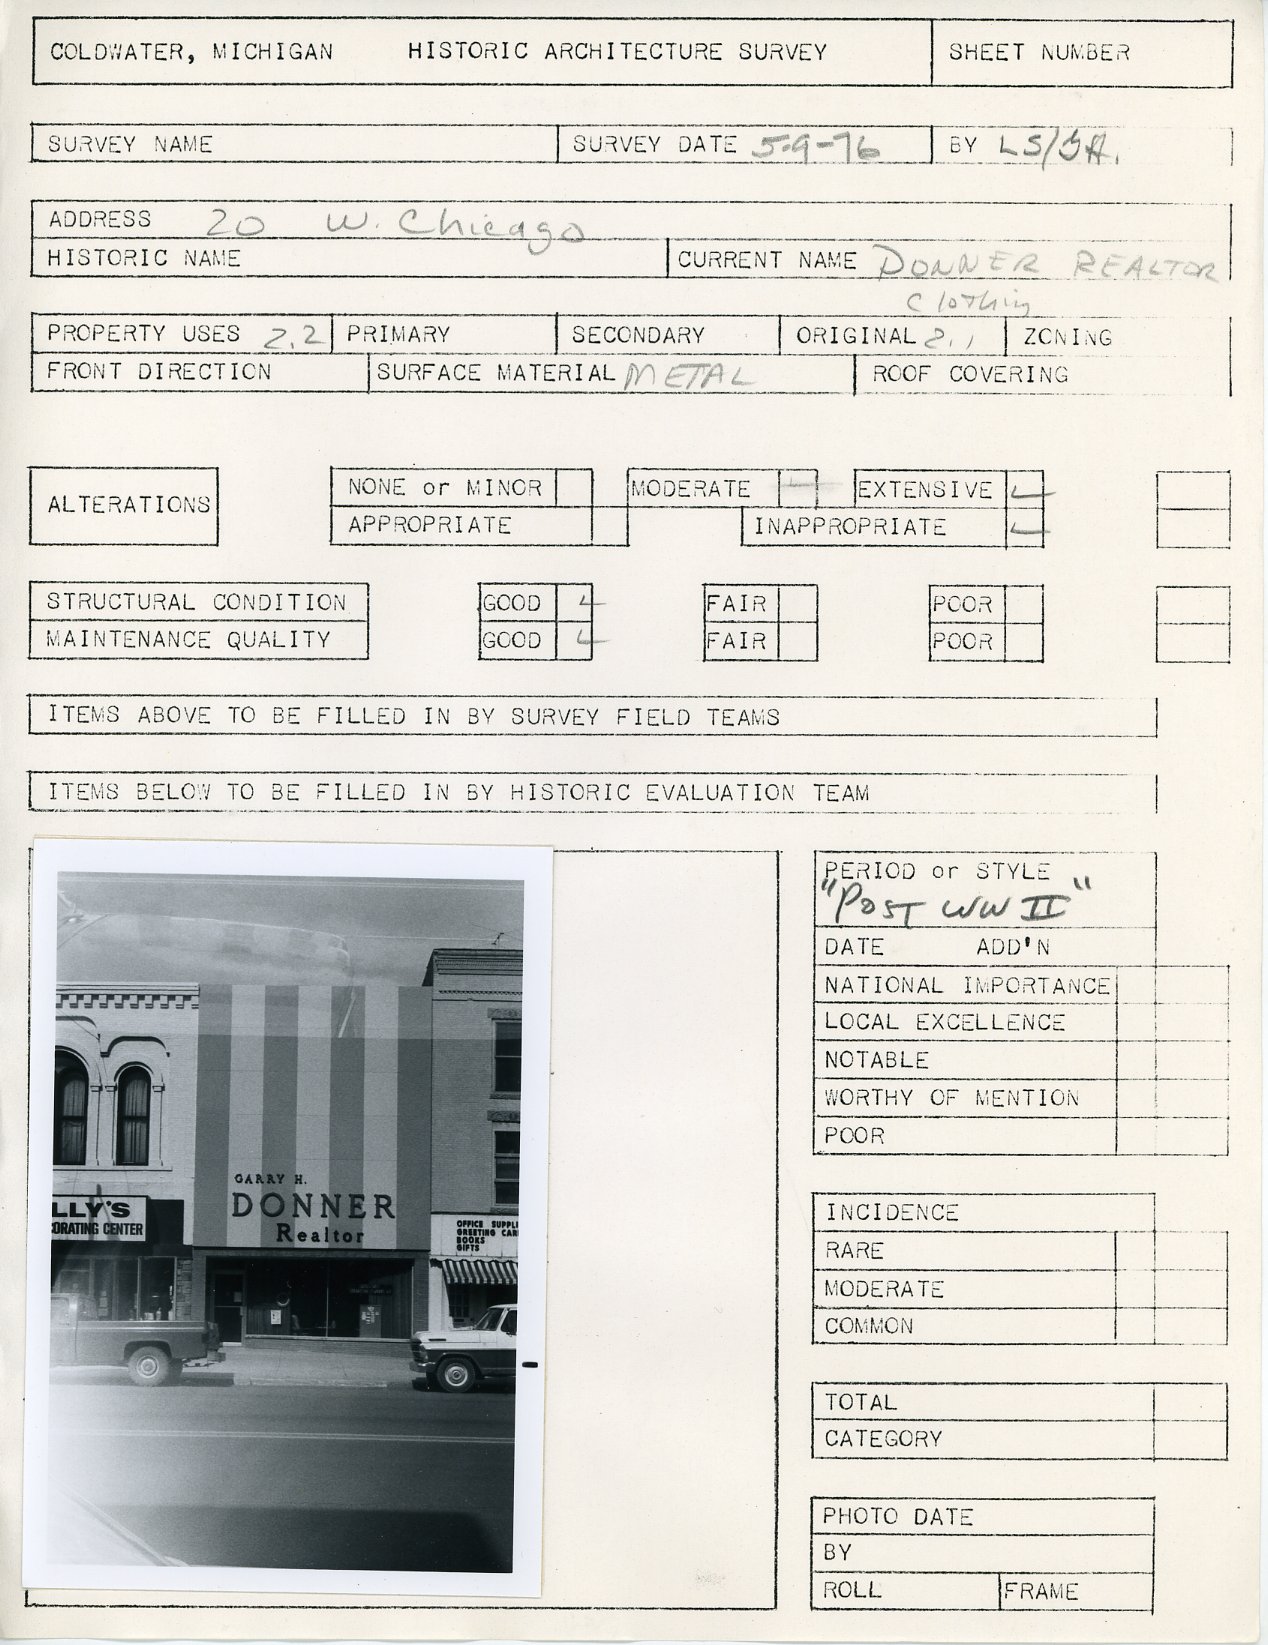 COLDWATER, MICHIGAN HISTORIC ARCHITECTURE SURVEY SHEET NUMBER
SURVEY NAME SURVEY DATE 5-9-76 BY LS/JA.
ADDRESS 20 W. Chicago
HISTORIC NAME CURRENT NAME DONNER REALTOR
Clothing
PROPERTY USES 2.2 PRIMARY SECONDARY ORIGINAL 2.1 ZONING
FRONT DIRECTION SURFACE MATERIAL METAL ROOF COVERING
ALTERATIONS
NONE or MINOR MODERATE EXTENSIVE
APPROPRIATE INAPPROPRIATE
STRUCTURAL CONDITION GOOD FAIR POOR
MAINTENANCE QUALITY GOOD FAIR POOR
ITEMS ABOVE TO BE FILLED IN BY SURVEY FIELD TEAMS
ITEMS BELOW TO BE FILLED IN BY HISTORIC EVALUATION TEAM
GARRY H.
DONNER
Realtor
LLY'S
ORATING CENTER
OFFICE SUPPLI
GREETING CAR
BOOKS
GIFTS
PERIOD or STYLE
"POST WW II"
DATE ADD'N
NATIONAL IMPORTANCE
LOCAL EXCELLENCE
NOTABLE
WORTHY OF MENTION
POOR
INCIDENCE
RARE
MODERATE
COMMON
TOTAL
CATEGORY
PHOTO DATE
BY
ROLL FRAME